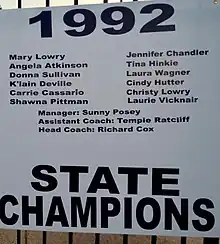 1992
Mary Lowry Jennifer Chandler
Angela Atkinson Tina Hinkie
Donna Sullivan Laura Wagner
K'lain Deville Cindy Hutter
Carrie Cassario Christy Lowry
Shawna Pittman Laurie Vicknair
Manager: Sunny Posey
Assistant Coach: Temple Ratcliff
Head Coach: Richard Cox
STATE
CHAMPIONS